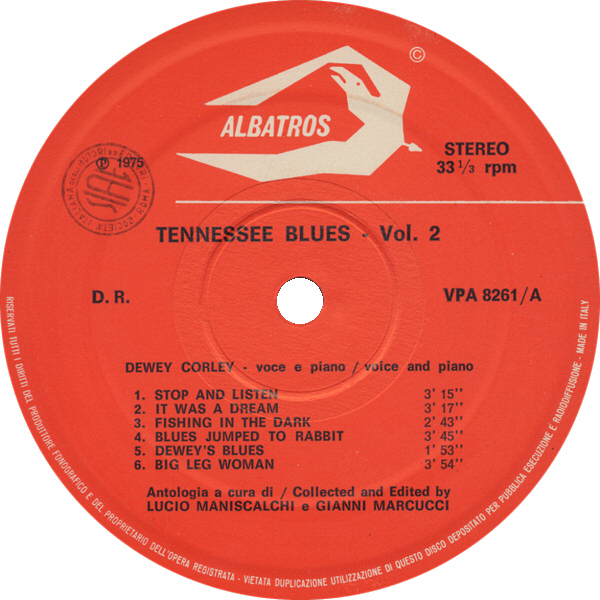 ©
ALBATROS
STEREO
33 1/3 rpm
℗ 1975
SIAE
TENNESSEE BLUES - Vol. 2
D. R.
VPA 8261/A
DEWEY CORLEY - voce e piano / voice and piano
1. STOP AND LISTEN 3' 15''
2. IT WAS A DREAM 3' 17''
3. FISHING IN THE DARK 2' 43''
4. BLUES JUMPED TO RABBIT 3' 45''
5. DEWEY'S BLUES 1' 53''
6. BIG LEG WOMAN 3' 54''
Antologia a cura di / Collected and Edited by
LUCIO MANISCALCHI e GIANNI MARCUCCI
RISERVATI TUTTI I DIRITTI DEL PRODUTTORE FONOGRAFICO E DEL PROPRIETARIO DELL'OPERA REGISTRATA - VIETATA DUPLICAZIONE UTILIZZAZIONE DI QUESTO DISCO DEPOSITATO PER PUBBLICA ESECUZIONE E RADIODIFFUSIONE - MADE IN ITALY